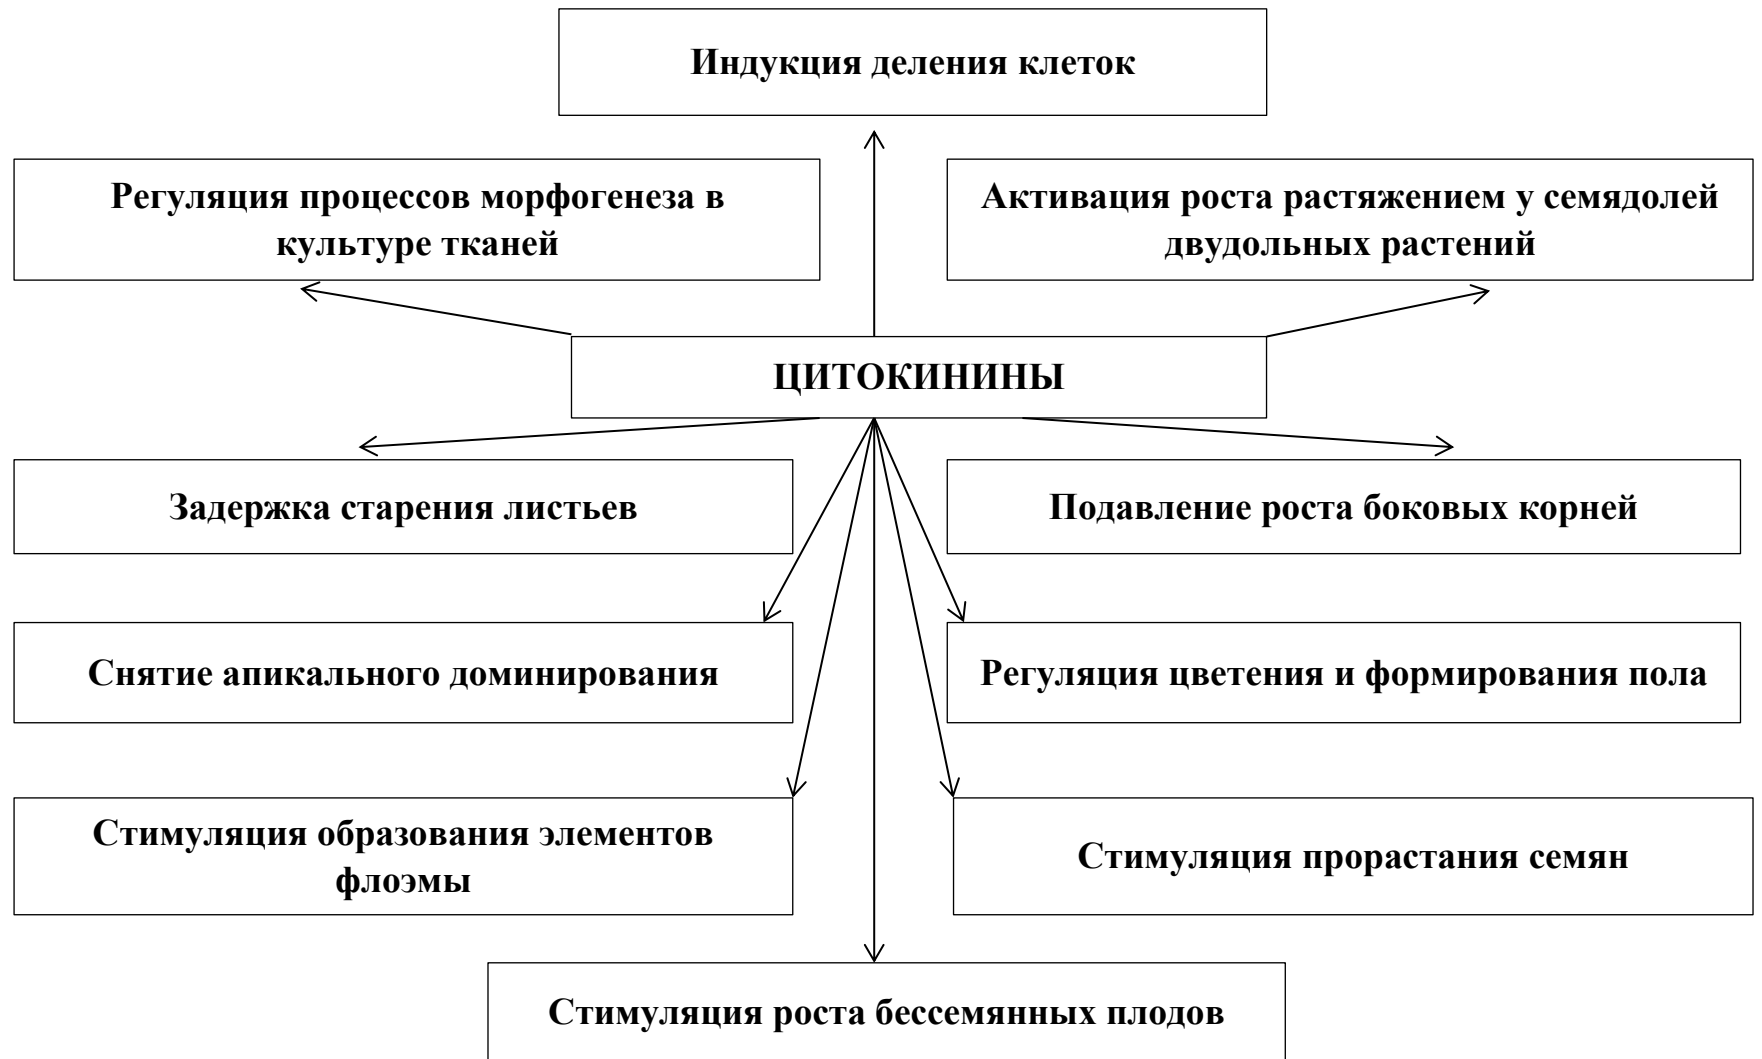 Индукция деления клеток
Регуляция процессов морфогенеза в
культуре тканей
Активация роста растяжением у семядолей
двудольных растений
ЦИТОКИНИНЫ
Задержка старения листьев
Подавление роста боковых корней
Снятие апикального доминирования
Регуляция цветения и формирования пола
Стимуляция образования элементов
флоэмы
Стимуляция прорастания семян
Стимуляция роста бессемянных плодов